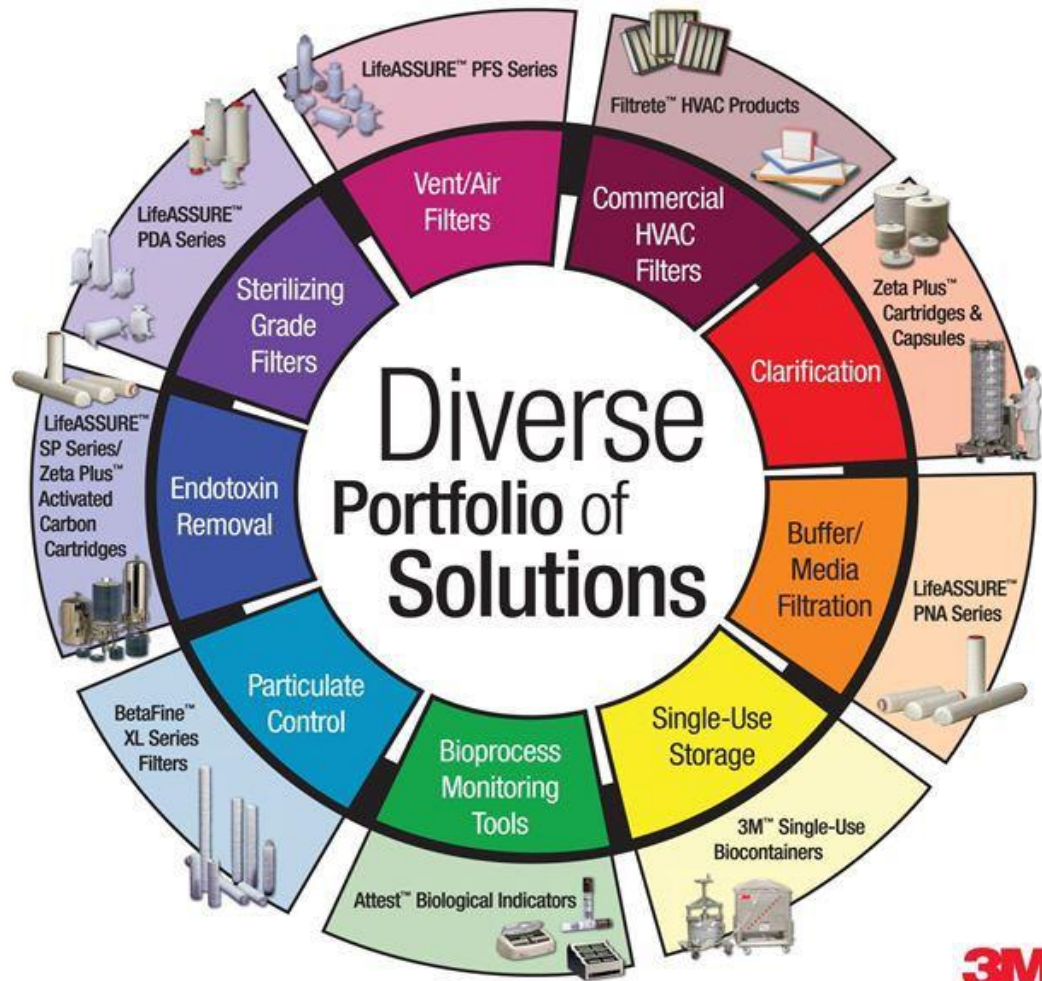 Diverse
Portfolio of
Solutions
LifeASSURE™ PFS Series
Vent/Air
Filters
Filtrete™ HVAC Products
Commercial
HVAC
Filters
Zeta Plus™
Cartridges &
Capsules
Clarification
LifeASSURE™
PNA Series
Buffer/
Media
Filtration
3M™ Single-Use
Biocontainers
Single-Use
Storage
Attest™ Biological Indicators
Bioprocess
Monitoring
Tools
BetaFine™
XL Series
Filters
Particulate
Control
LifeASSURE™
SP Series/
Zeta Plus™
Activated
Carbon
Cartridges
Endotoxin
Removal
LifeASSURE™
PDA Series
Sterilizing
Grade
Filters
3M